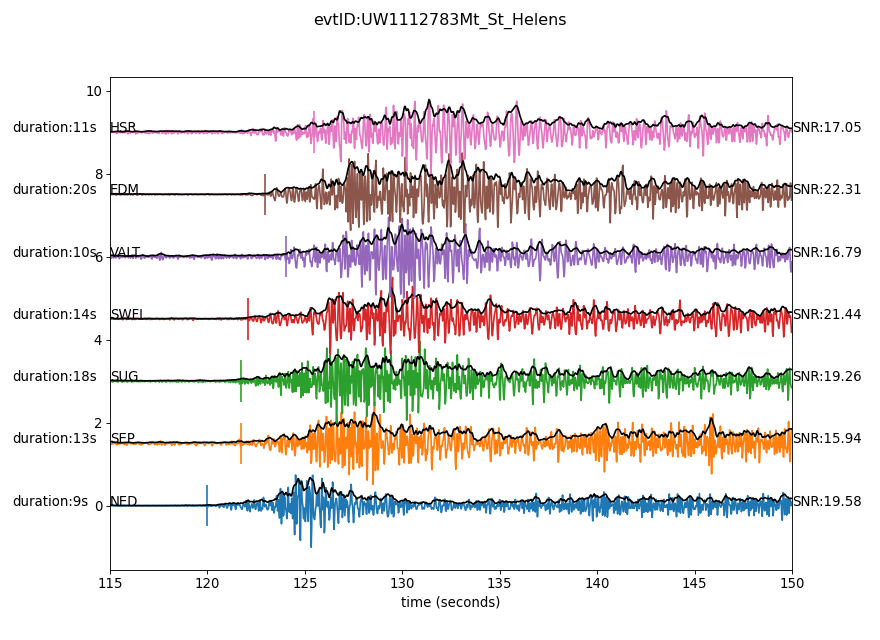 evtID:UW1112783Mt_St_Helens
10
duration:11s HSR SNR:17.05
8
duration:20s EDM SNR:22.31
duration:10s VALT SNR:16.79
6
duration:14s SWFL SNR:21.44
4
duration:18s SUG SNR:19.26
2
duration:13s SEP SNR:15.94
duration:9s NED SNR:19.58
0
115 120 125 130 135 140 145 150
time (seconds)